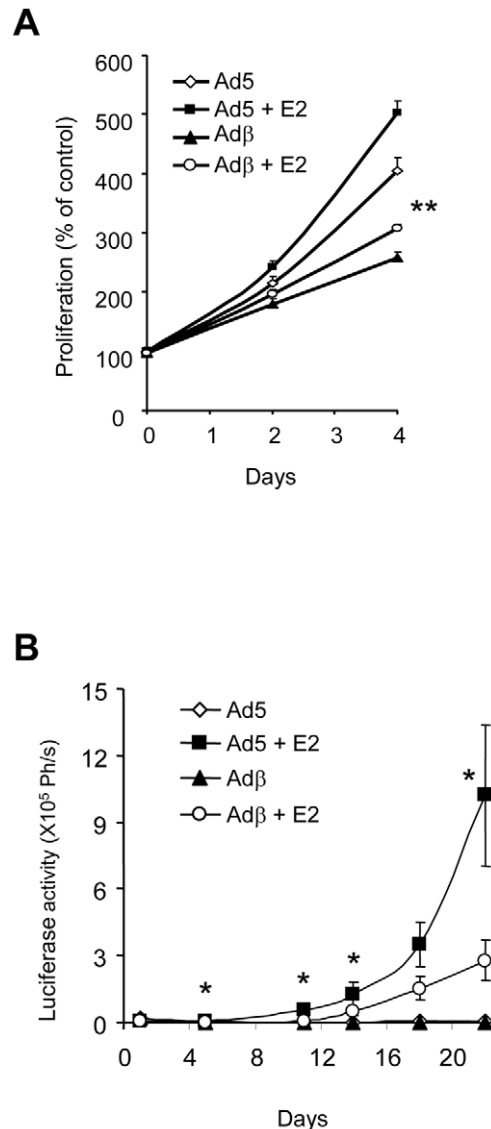 A
Proliferation (% of control)
600
500
400
200
100
0
Ad5
Ad5 + E2
Adβ
Adβ + E2
**
0 1 2 3 4
Days
B
Luciferase activity (X10⁵ Ph/s)
15
12
9
6
3
0
Ad5
Ad5 + E2
Adβ
Adβ + E2
*
*
*
*
0 4 8 12 16 20
Days